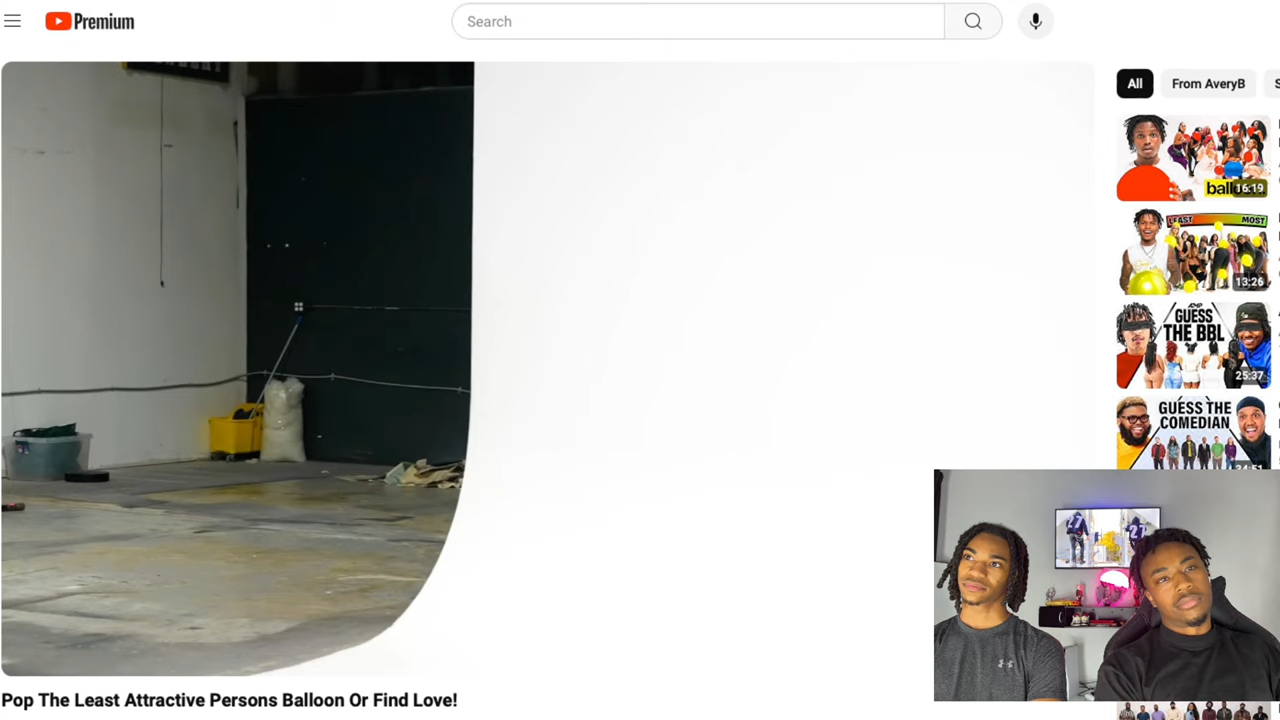 Premium
Search
All
From AveryB
S
ball
16:19
LEAST
MOST
13:26
GUESS
THE BBL
25:37
GUESS THE
COMEDIAN
27
Pop The Least Attractive Persons Balloon Or Find Love!